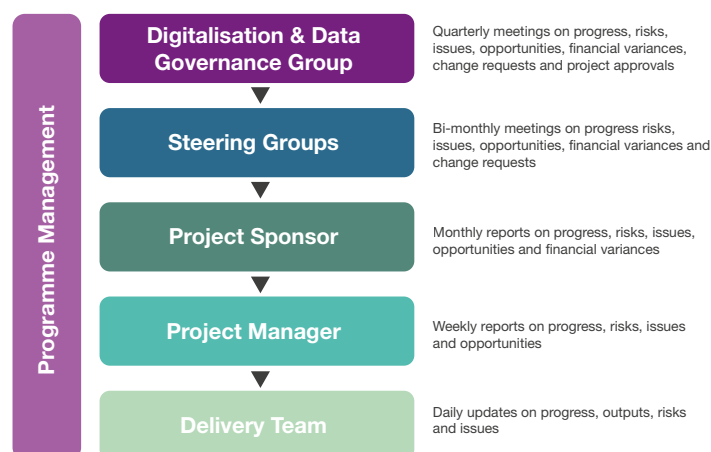 Programme Management
Digitalisation & Data
Governance Group
Quarterly meetings on progress, risks,
issues, opportunities, financial variances,
change requests and project approvals
Steering Groups
Bi-monthly meetings on progress risks,
issues, opportunities, financial variances and
change requests
Project Sponsor
Monthly reports on progress, risks, issues,
opportunities and financial variances
Project Manager
Weekly reports on progress, risks, issues
and opportunities
Delivery Team
Daily updates on progress, outputs, risks
and issues